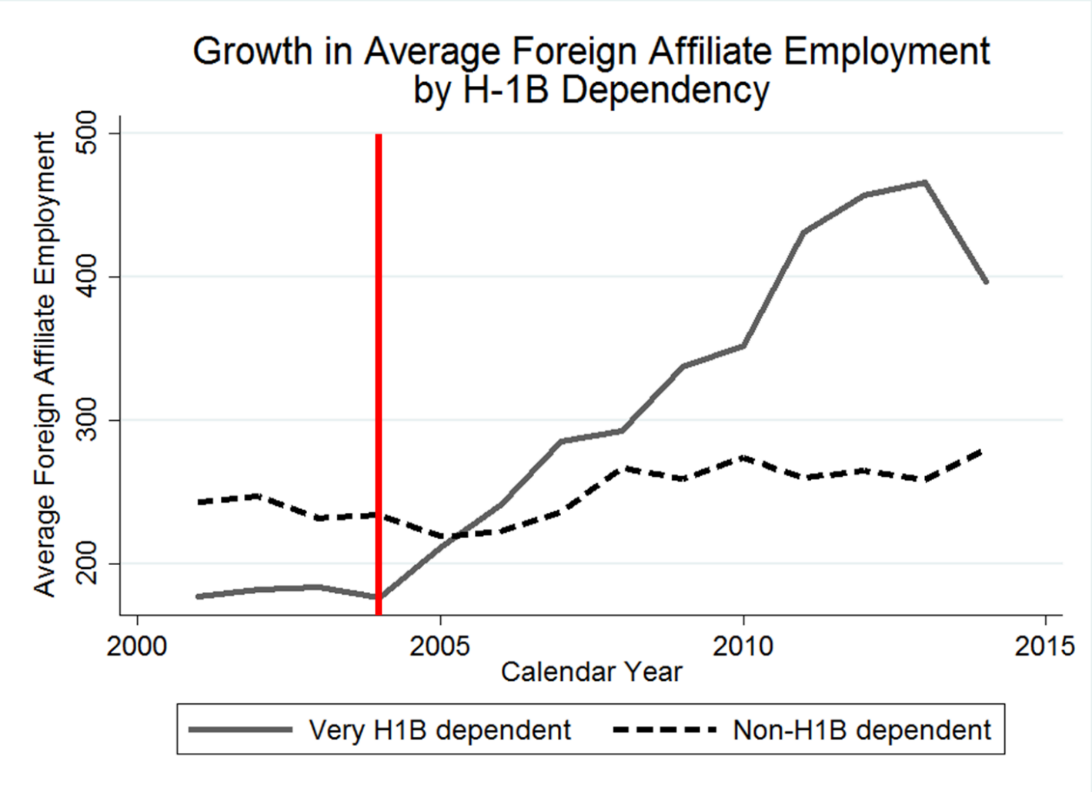 Growth in Average Foreign Affiliate Employment
by H-1B Dependency
Average Foreign Affiliate Employment
500
400
300
200
2000 2005 2010 2015
Calendar Year
Very H1B dependent Non-H1B dependent